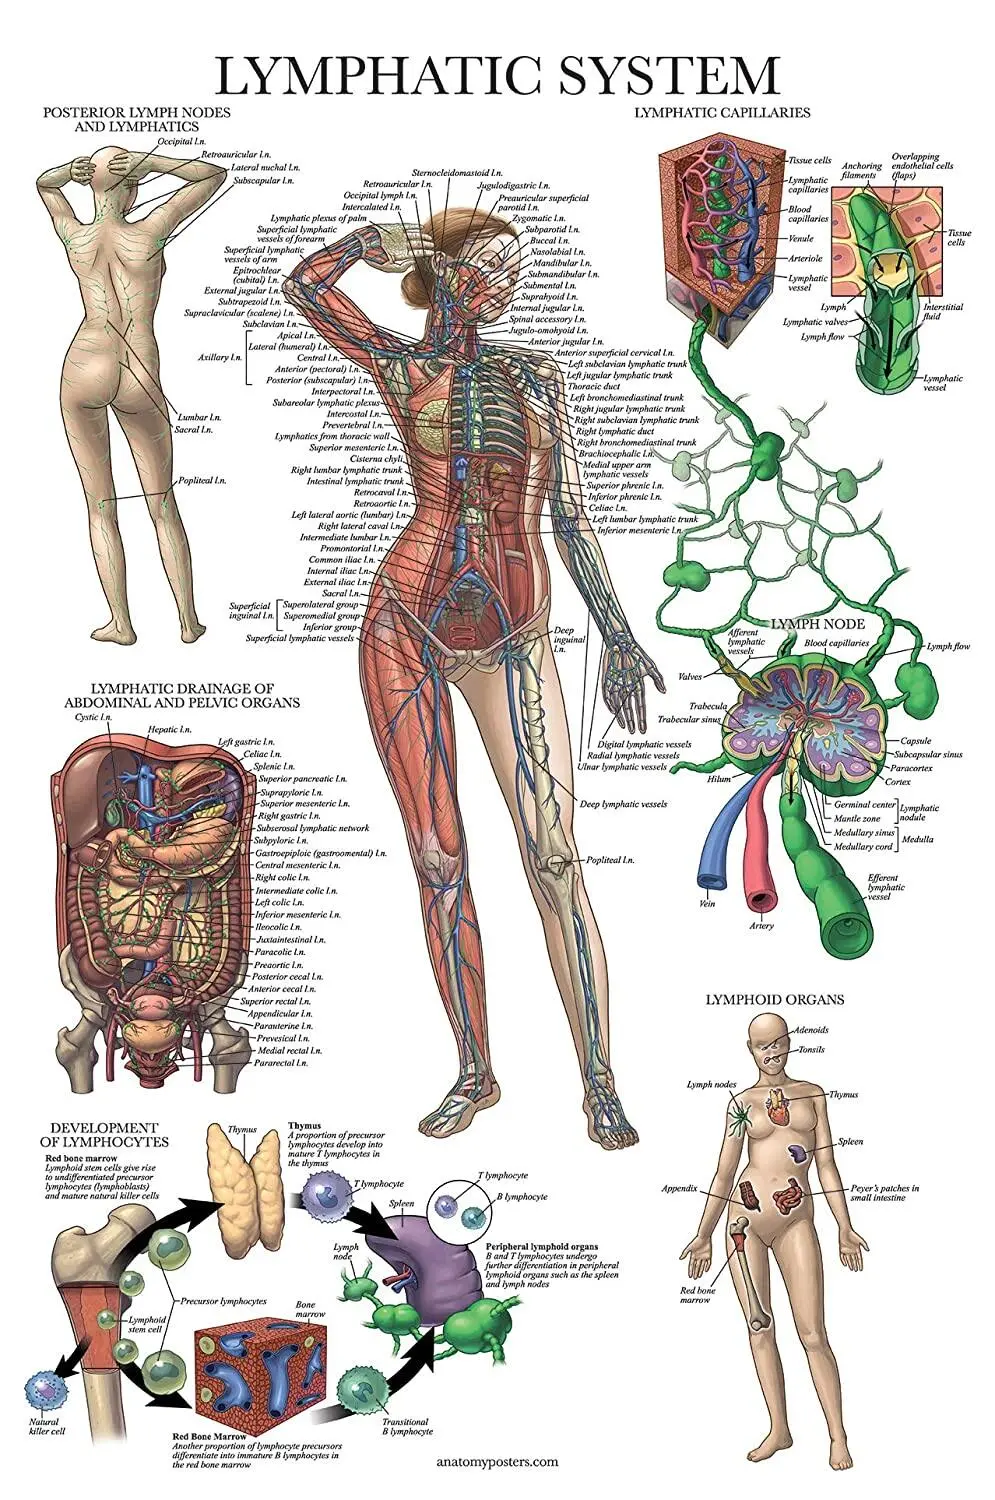 LYMPHATIC SYSTEM
POSTERIOR LYMPH NODES
AND LYMPHATICS
Occipital l.n.
Retroauricular l.n.
Lateral nuchal l.n.
Subscapular l.n.
Lumbar l.n.
Sacral l.n.
Popliteal l.n.
Sternocleidomastoid l.n.
Retroauricular l.n.
Occipital lymph l.n.
Intercalated l.n.
Lymphatic plexus of palm
Superficial lymphatic
vessels of forearm
Superficial lymphatic
vessels of arm
Epitrochlear
(cubital) l.n.
External jugular l.n.
Subtrapezoid l.n.
Supraclavicular (scalene) l.n.
Subclavian l.n.
Axillary l.n.
Apical l.n.
Lateral (humeral) l.n.
Central l.n.
Anterior (pectoral) l.n.
Posterior (subscapular) l.n.
Interpectoral l.n.
Subareolar lymphatic plexus
Intercostal l.n.
Prevertebral l.n.
Lymphatics from thoracic wall
Superior mesenteric l.n.
Cisterna chyli
Right lumbar lymphatic trunk
Intestinal lymphatic trunk
Retrocaval l.n.
Retroaortic l.n.
Left lateral aortic (lumbar) l.n.
Right lateral caval l.n.
Intermediate lumbar l.n.
Promontorial l.n.
Common iliac l.n.
Internal iliac l.n.
External iliac l.n.
Sacral l.n.
Superficial
inguinal l.n.
Superolateral group
Superomedial group
Inferior group
Superficial lymphatic vessels
Jugulodigastric l.n.
Preauricular superficial
parotid l.n.
Zygomatic l.n.
Subparotid l.n.
Buccal l.n.
Nasolabial l.n.
Mandibular l.n.
Submandibular l.n.
Submental l.n.
Suprahyoid l.n.
Internal jugular l.n.
Spinal accessory l.n.
Jugulo-omohyoid l.n.
Anterior jugular l.n.
Anterior superficial cervical l.n.
Left subclavian lymphatic trunk
Left jugular lymphatic trunk
Thoracic duct
Left bronchomediastinal trunk
Right jugular lymphatic trunk
Right subclavian lymphatic trunk
Right lymphatic duct
Right bronchomediastinal trunk
Brachiocephalic l.n.
Medial upper arm
lymphatic vessels
Superior phrenic l.n.
Inferior phrenic l.n.
Celiac l.n.
Left lumbar lymphatic trunk
Inferior mesenteric l.n.
Deep
inguinal
l.n.
Digital lymphatic vessels
Radial lymphatic vessels
Ulnar lymphatic vessels
Deep lymphatic vessels
Popliteal l.n.
LYMPHATIC CAPILLARIES
Tissue cells
Lymphatic
capillaries
Blood
capillaries
Venule
Arteriole
Lymphatic
vessel
Anchoring
filaments
Overlapping
endothelial cells
(flaps)
Tissue
cells
Lymph
Interstitial
fluid
Lymphatic valves
Lymph flow
Lymphatic
vessel
LYMPH NODE
Afferent
lymphatic
vessels
Blood capillaries
Lymph flow
Valves
Trabecula
Trabecular sinus
Hilum
Capsule
Subcapsular sinus
Paracortex
Cortex
Germinal center
Mantle zone
Lymphatic
nodule
Medullary sinus
Medullary cord
Medulla
Efferent
lymphatic
vessel
Vein
Artery
LYMPHATIC DRAINAGE OF
ABDOMINAL AND PELVIC ORGANS
Cystic l.n.
Hepatic l.n.
Left gastric l.n.
Celiac l.n.
Splenic l.n.
Superior pancreatic l.n.
Suprapyloric l.n.
Superior mesenteric l.n.
Right gastric l.n.
Subserosal lymphatic network
Subpyloric l.n.
Gastroepiploic (gastroomental) l.n.
Central mesenteric l.n.
Right colic l.n.
Intermediate colic l.n.
Left colic l.n.
Inferior mesenteric l.n.
Ileocolic l.n.
Juxtaintestinal l.n.
Paracolic l.n.
Preaortic l.n.
Posterior cecal l.n.
Anterior cecal l.n.
Superior rectal l.n.
Appendicular l.n.
Parauterine l.n.
Prevesical l.n.
Medial rectal l.n.
Pararectal l.n.
LYMPHOID ORGANS
Adenoids
Tonsils
Lymph nodes
Thymus
Spleen
Appendix
Peyer's patches in
small intestine
Red bone
marrow
DEVELOPMENT
OF LYMPHOCYTES
Red bone marrow
Lymphoid stem cells give rise
to undifferentiated precursor
lymphocytes (lymphoblasts)
and mature natural killer cells
Thymus
Thymus
A proportion of precursor
lymphocytes develop into
mature T lymphocytes in
the thymus
T lymphocyte
Spleen
T lymphocyte
B lymphocyte
Lymph
node
Peripheral lymphoid organs
B and T lymphocytes undergo
further differentiation in peripheral
lymphoid organs such as the spleen
and lymph nodes
Precursor lymphocytes
Lymphoid
stem cell
Bone
marrow
Natural
killer cell
Transitional
B lymphocyte
Red Bone Marrow
Another proportion of lymphocyte precursors
differentiate into immature B lymphocytes in
the red bone marrow
anatomyposters.com